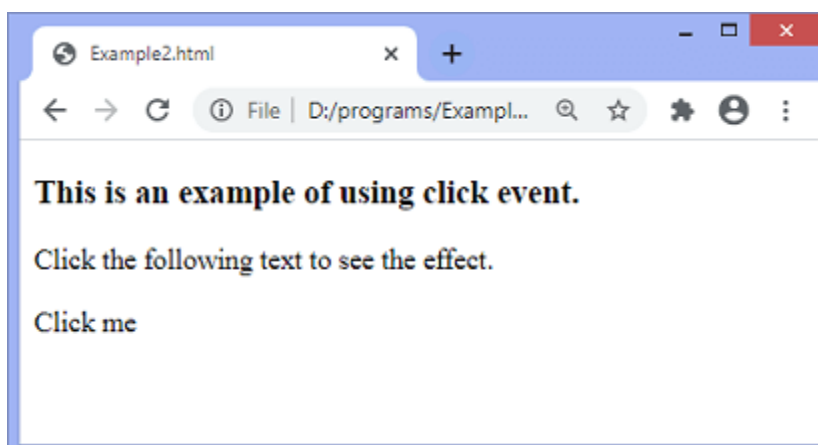 Example2.html
File | D:/programs/Exampl...
This is an example of using click event.
Click the following text to see the effect.
Click me